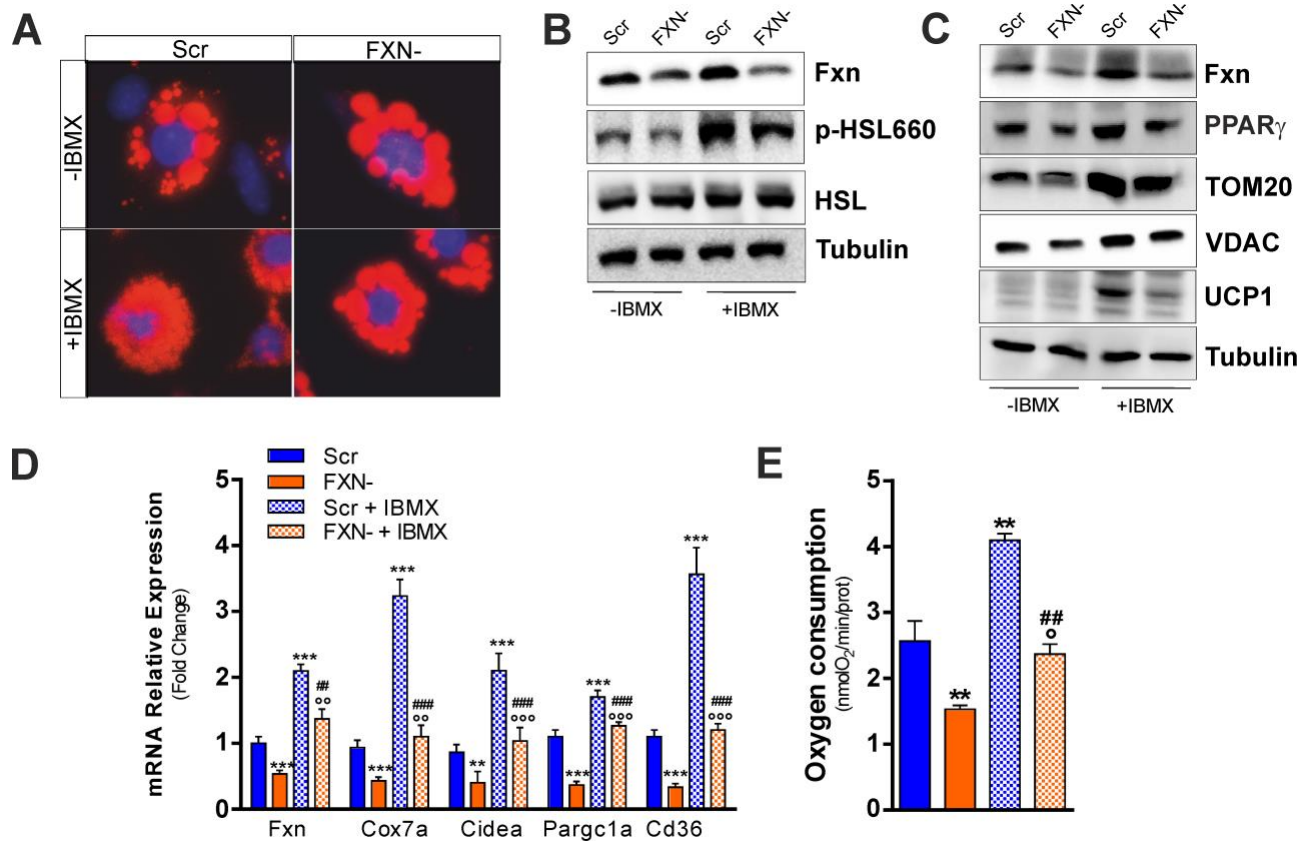 A
Scr
FXN-
-IBMX
+IBMX
B
Scr
FXN-
Scr
FXN-
Fxn
p-HSL660
HSL
Tubulin
-IBMX
+IBMX
C
Scr
FXN-
Scr
FXN-
Fxn
PPARγ
TOM20
VDAC
UCP1
Tubulin
-IBMX
+IBMX
D
Scr
FXN-
Scr + IBMX
FXN- + IBMX
mRNA Relative Expression
(Fold Change)
5
4
3
2
1
0
***
***
##
°°
***
***
###
°°
**
***
###
°°°
***
***
###
°°°
***
***
###
°°°
Fxn
Cox7a
Cidea
Pargc1a
Cd36
E
Oxygen consumption
(nmolO₂/min/prot)
5
4
3
2
1
0
**
**
##
°